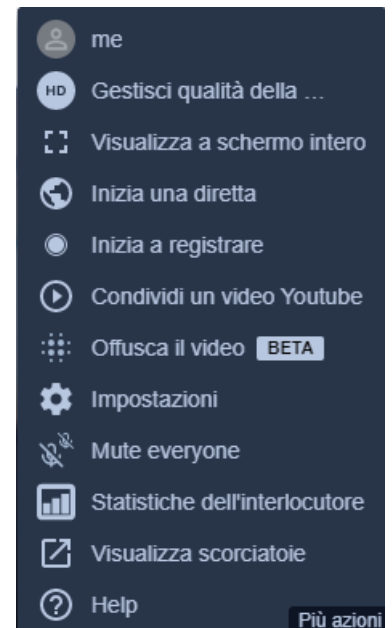 me
HD Gestisci qualità della ...
Visualizza a schermo intero
Inizia una diretta
Inizia a registrare
Condividi un video Youtube
Offusca il video BETA
Impostazioni
Mute everyone
Statistiche dell'interlocutore
Visualizza scorciatoie
Help
Più azioni